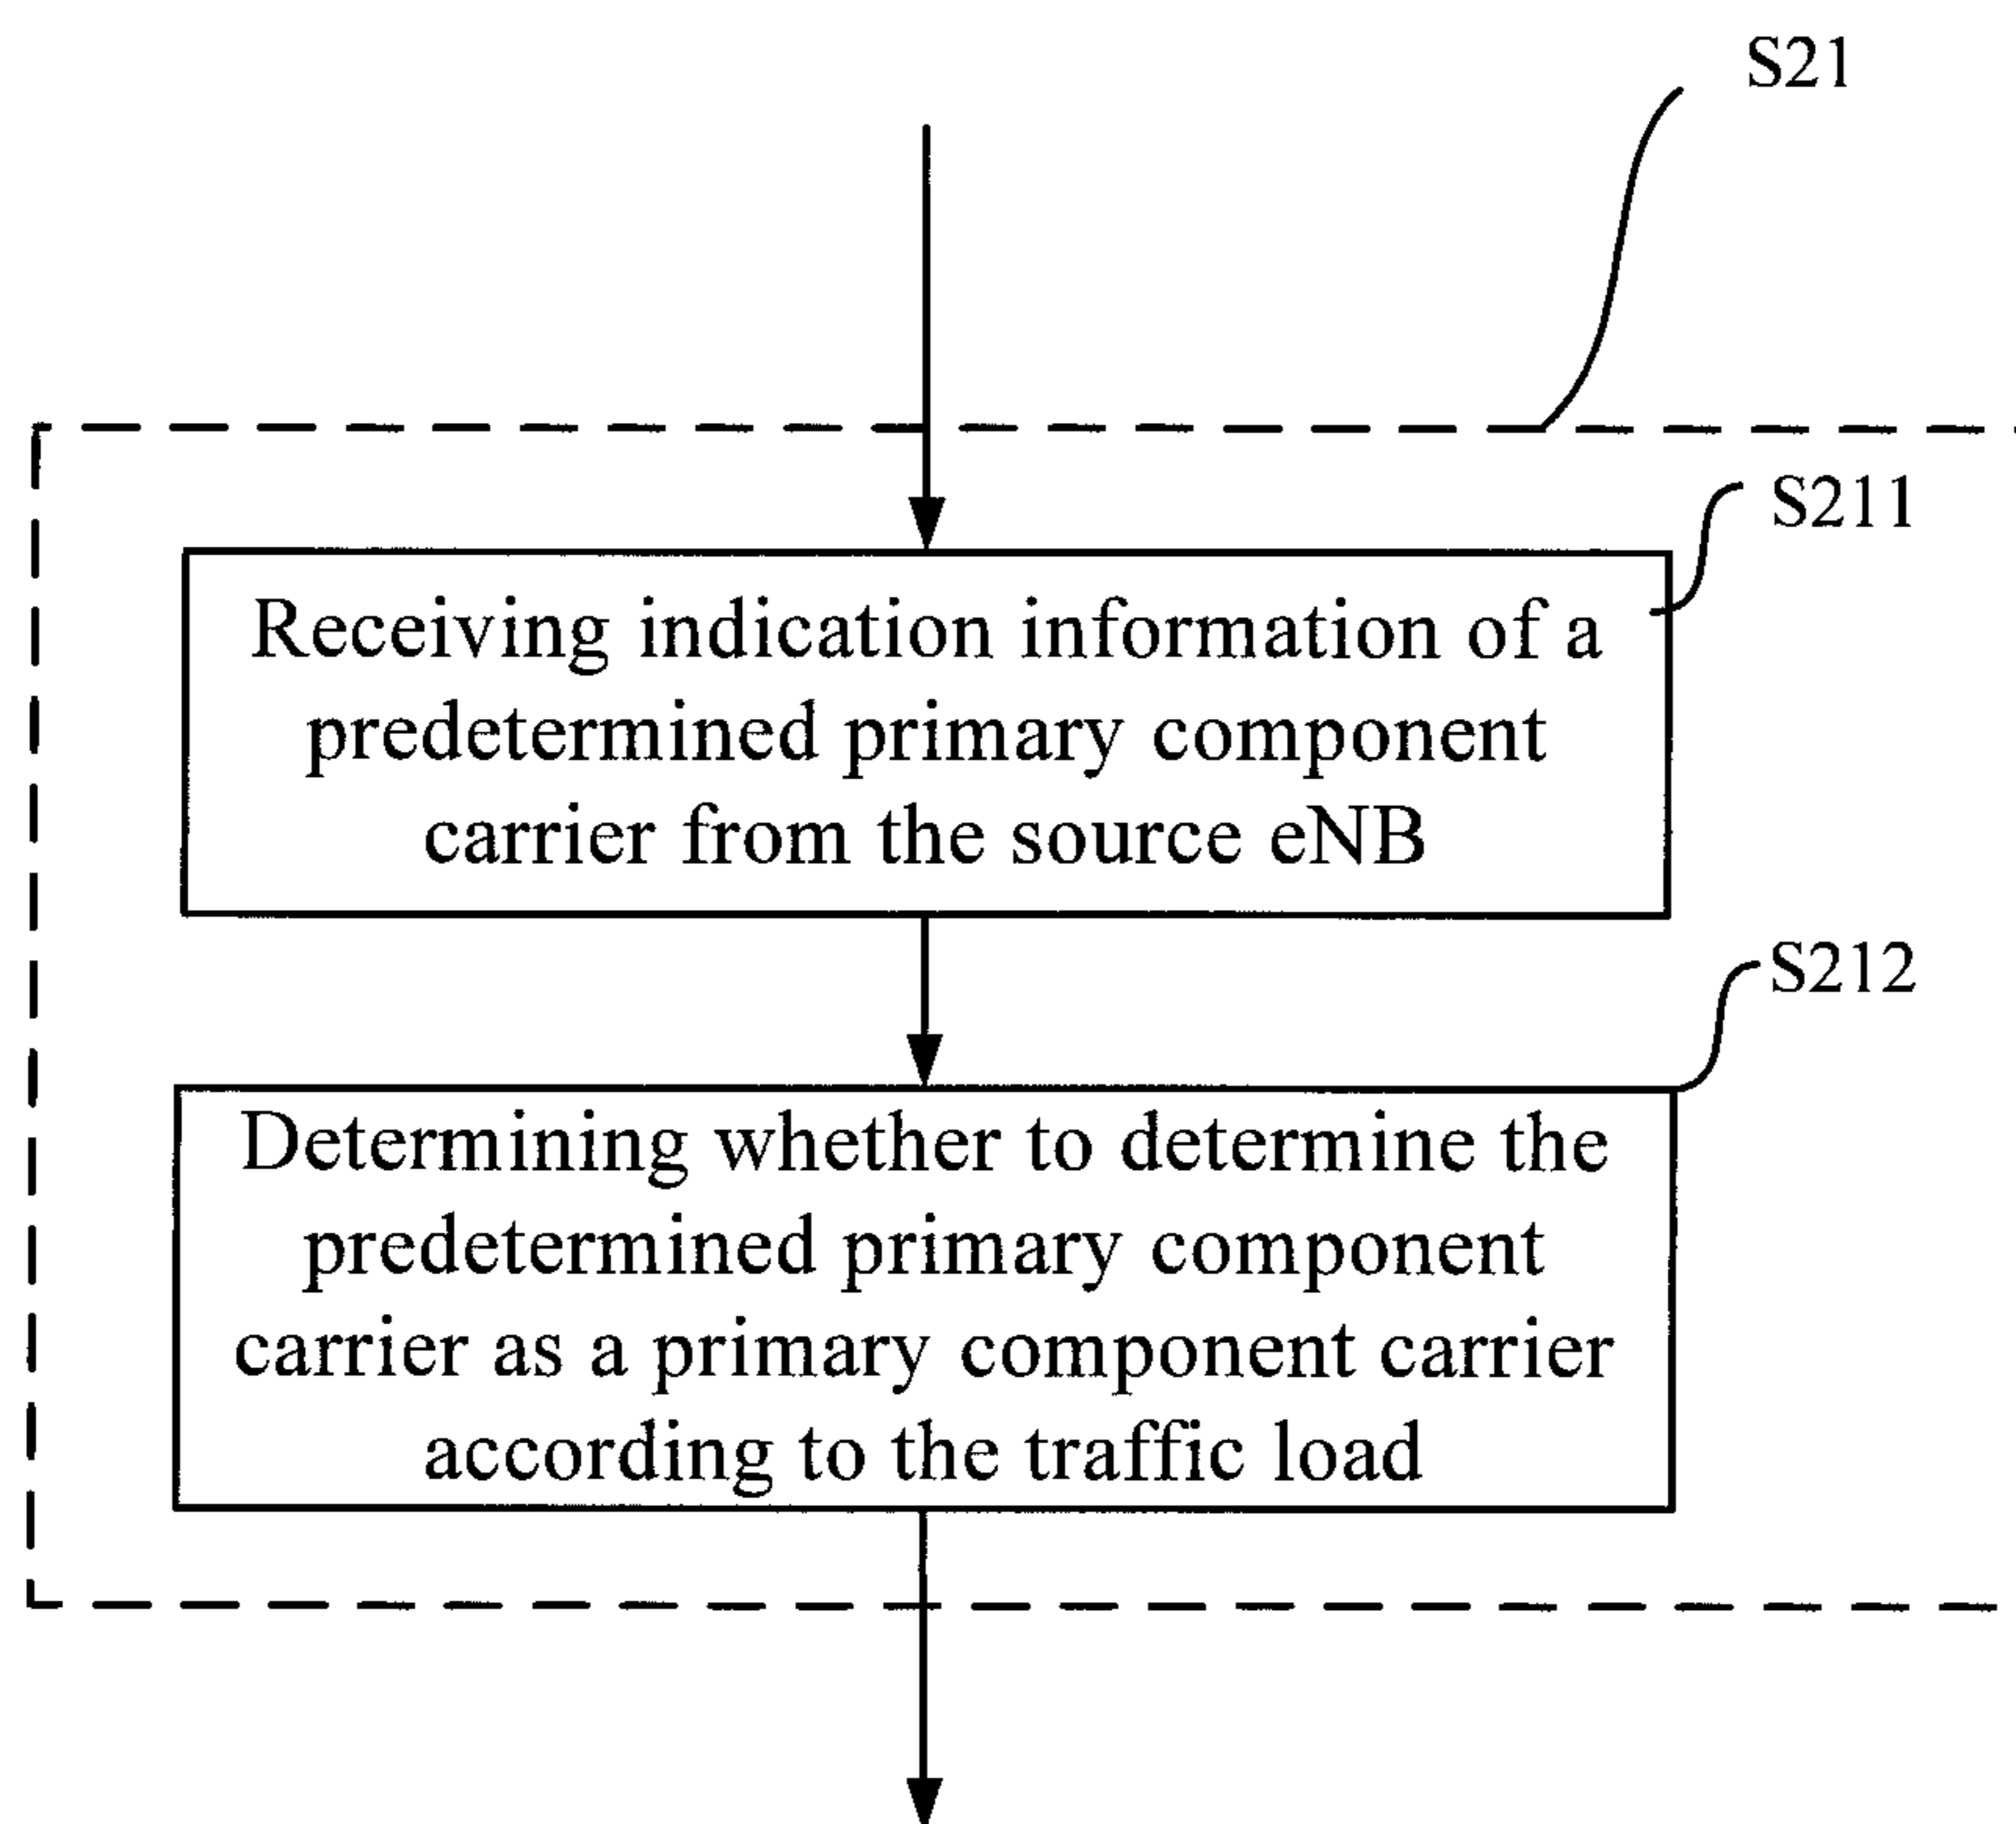 S21
S211
Receiving indication information of a
predetermined primary component
carrier from the source eNB
S212
Determining whether to determine the
predetermined primary component
carrier as a primary component carrier
according to the traffic load